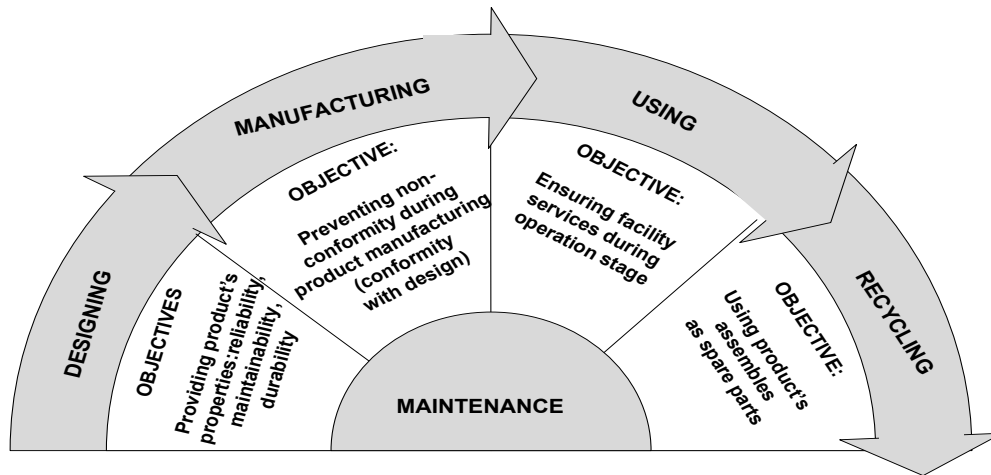 DESIGNING
OBJECTIVES
Providing product's
properties:reliability,
maintainability,
durability
MANUFACTURING
OBJECTIVE:
Preventing non-
conformity during
product manufacturing
(conformity
with design)
USING
OBJECTIVE:
Ensuring facility
services during
operation stage
RECYCLING
OBJECTIVE:
Using product's
assembles
as spare parts
MAINTENANCE